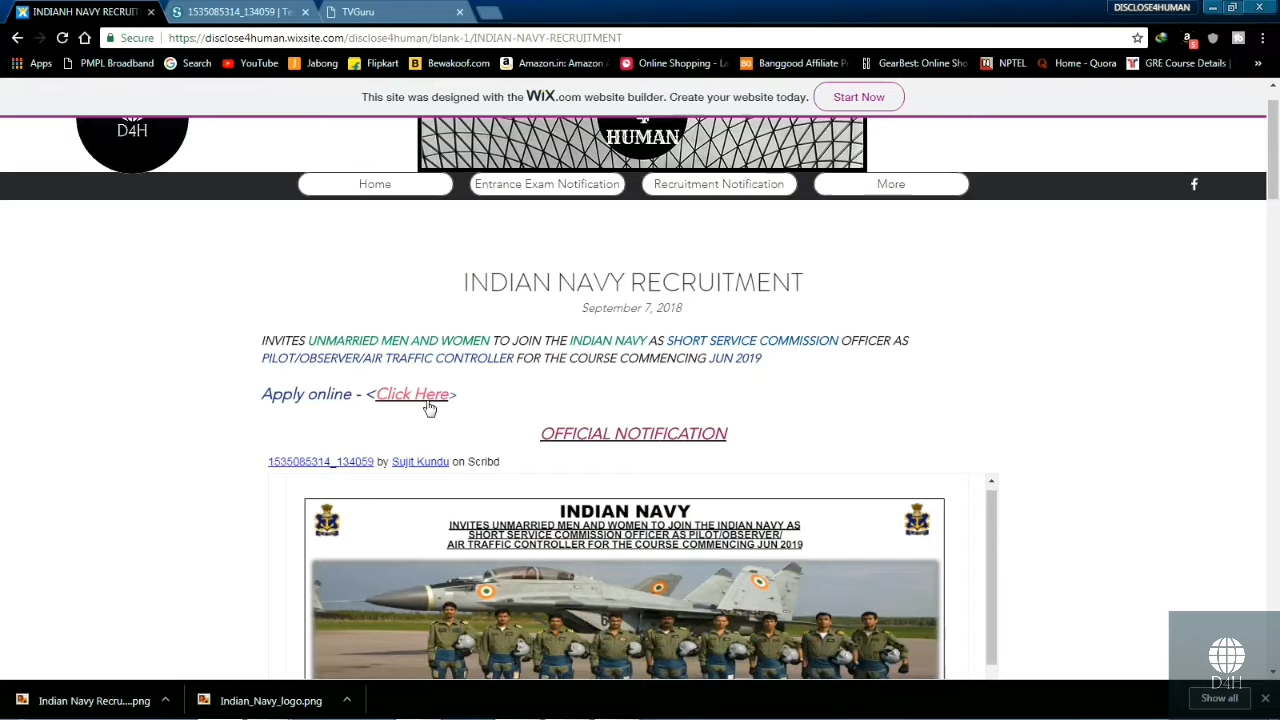 INDIANH NAVY RECRUIT
1535085314_134059 | Te
TVGuru
DISCLOSE4HUMAN
Secure
https://disclose4human.wixsite.com/disclose4human/blank-1/INDIAN-NAVY-RECRUITMENT
Apps
PMPL Broadband
Search
YouTube
Jabong
Flipkart
Bewakoof.com
Amazon.in: Amazon
Online Shopping - La
Banggood Affiliate P
GearBest: Online Sho
NPTEL
Home - Quora
GRE Course Details |
This site was designed with the WiX.com website builder. Create your website today.
Start Now
D4H
4
HUMAN
Home
Entrance Exam Notification
Recruitment Notification
More
INDIAN NAVY RECRUITMENT
September 7, 2018
INVITES UNMARRIED MEN AND WOMEN TO JOIN THE INDIAN NAVY AS SHORT SERVICE COMMISSION OFFICER AS
PILOT/OBSERVER/AIR TRAFFIC CONTROLLER FOR THE COURSE COMMENCING JUN 2019
Apply online - <Click Here>
OFFICIAL NOTIFICATION
1535085314_134059 by Sujit Kundu on Scribd
INDIAN NAVY
INVITES UNMARRIED MEN AND WOMEN TO JOIN THE INDIAN NAVY AS
SHORT SERVICE COMMISSION OFFICER AS PILOT/OBSERVER/
AIR TRAFFIC CONTROLLER FOR THE COURSE COMMENCING JUN 2019
D4H
Indian Navy Recru....png
Indian_Navy_logo.png
Show all